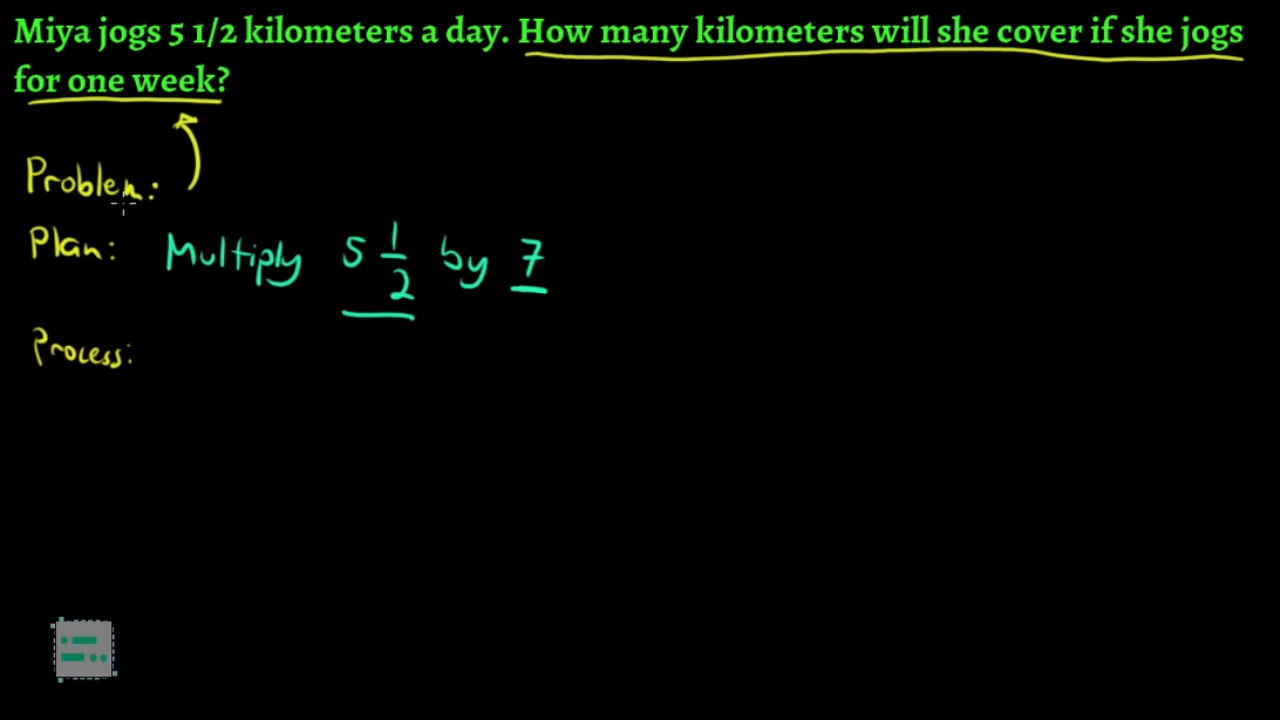 Miya jogs 5 1/2 kilometers a day. How many kilometers will she cover if she jogs
for one week?
Problem:
Plan: Multiply 5 1/2 by 7
Process: